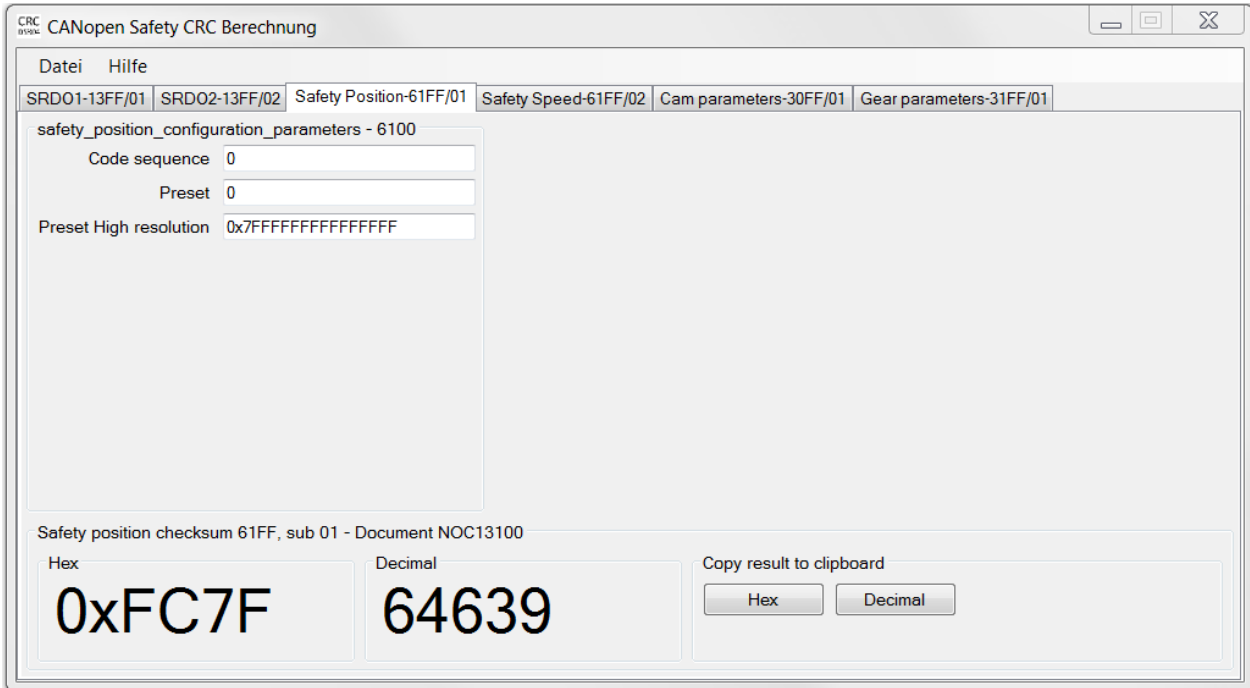 CRC CANopen Safety CRC Berechnung
Datei Hilfe
SRDO1-13FF/01 SRDO2-13FF/02 Safety Position-61FF/01 Safety Speed-61FF/02 Cam parameters-30FF/01 Gear parameters-31FF/01
safety_position_configuration_parameters - 6100
Code sequence 0
Preset 0
Preset High resolution 0x7FFFFFFFFFFFFFFF
Safety position checksum 61FF, sub 01 - Document NOC13100
Hex Decimal Copy result to clipboard
0xFC7F 64639 Hex Decimal